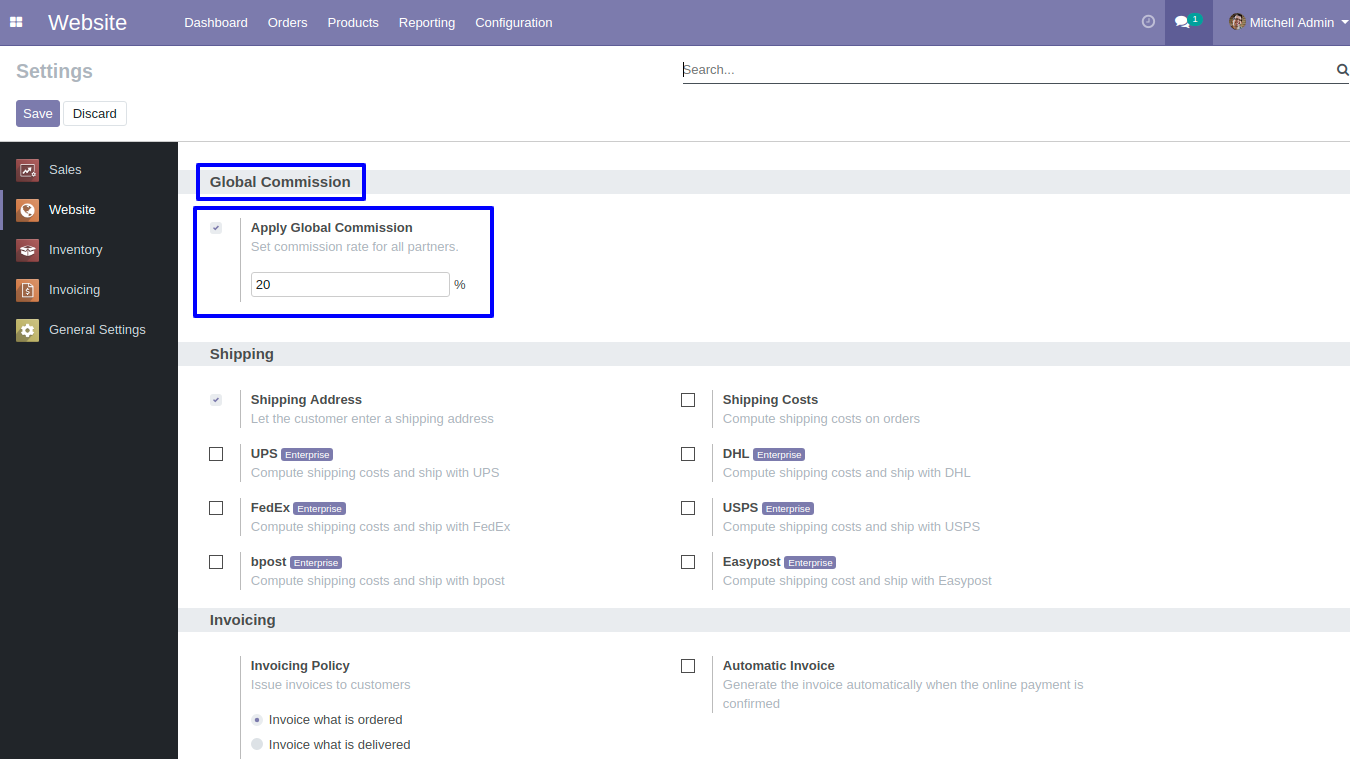 Website Dashboard Orders Products Reporting Configuration 1 Mitchell Admin
Settings
Search...
Save Discard
Sales
Website
Inventory
Invoicing
General Settings
Global Commission
Apply Global Commission
Set commission rate for all partners.
20 %
Shipping
Shipping Address
Let the customer enter a shipping address
Shipping Costs
Compute shipping costs on orders
UPS Enterprise
Compute shipping costs and ship with UPS
DHL Enterprise
Compute shipping costs and ship with DHL
FedEx Enterprise
Compute shipping costs and ship with FedEx
USPS Enterprise
Compute shipping costs and ship with USPS
bpost Enterprise
Compute shipping costs and ship with bpost
Easypost Enterprise
Compute shipping cost and ship with Easypost
Invoicing
Invoicing Policy
Issue invoices to customers
Invoice what is ordered
Invoice what is delivered
Automatic Invoice
Generate the invoice automatically when the online payment is
confirmed